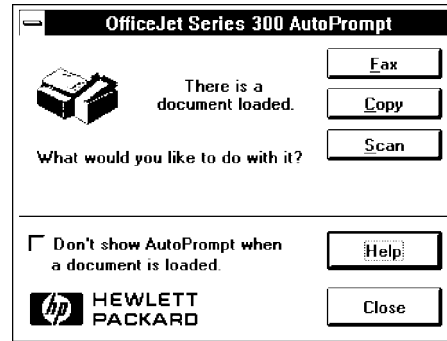 OfficeJet Series 300 AutoPrompt
There is a
document loaded.
What would you like to do with it?
Fax
Copy
Scan
Don't show AutoPrompt when
a document is loaded.
Help
hp HEWLETT
PACKARD
Close